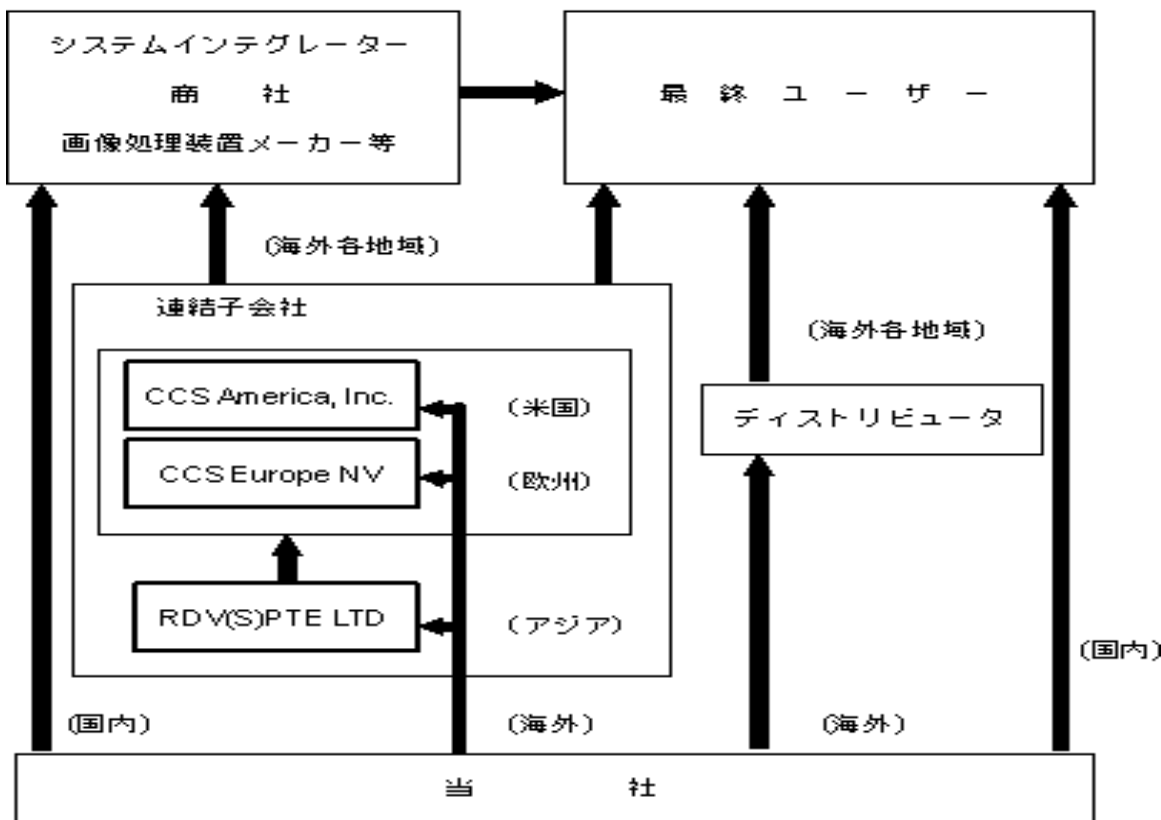 システムインテグレーター
商 社
画像処理装置メーカー等
最 終 ユ ー ザ ー
(海外各地域)
連結子会社
(海外各地域)
CCS America, Inc.
(米国)
ディストリビュータ
CCS Europe NV
(欧州)
RDV(S)PTE LTD
(アジア)
(国内)
(国内)
(海外)
(海外)
当 社